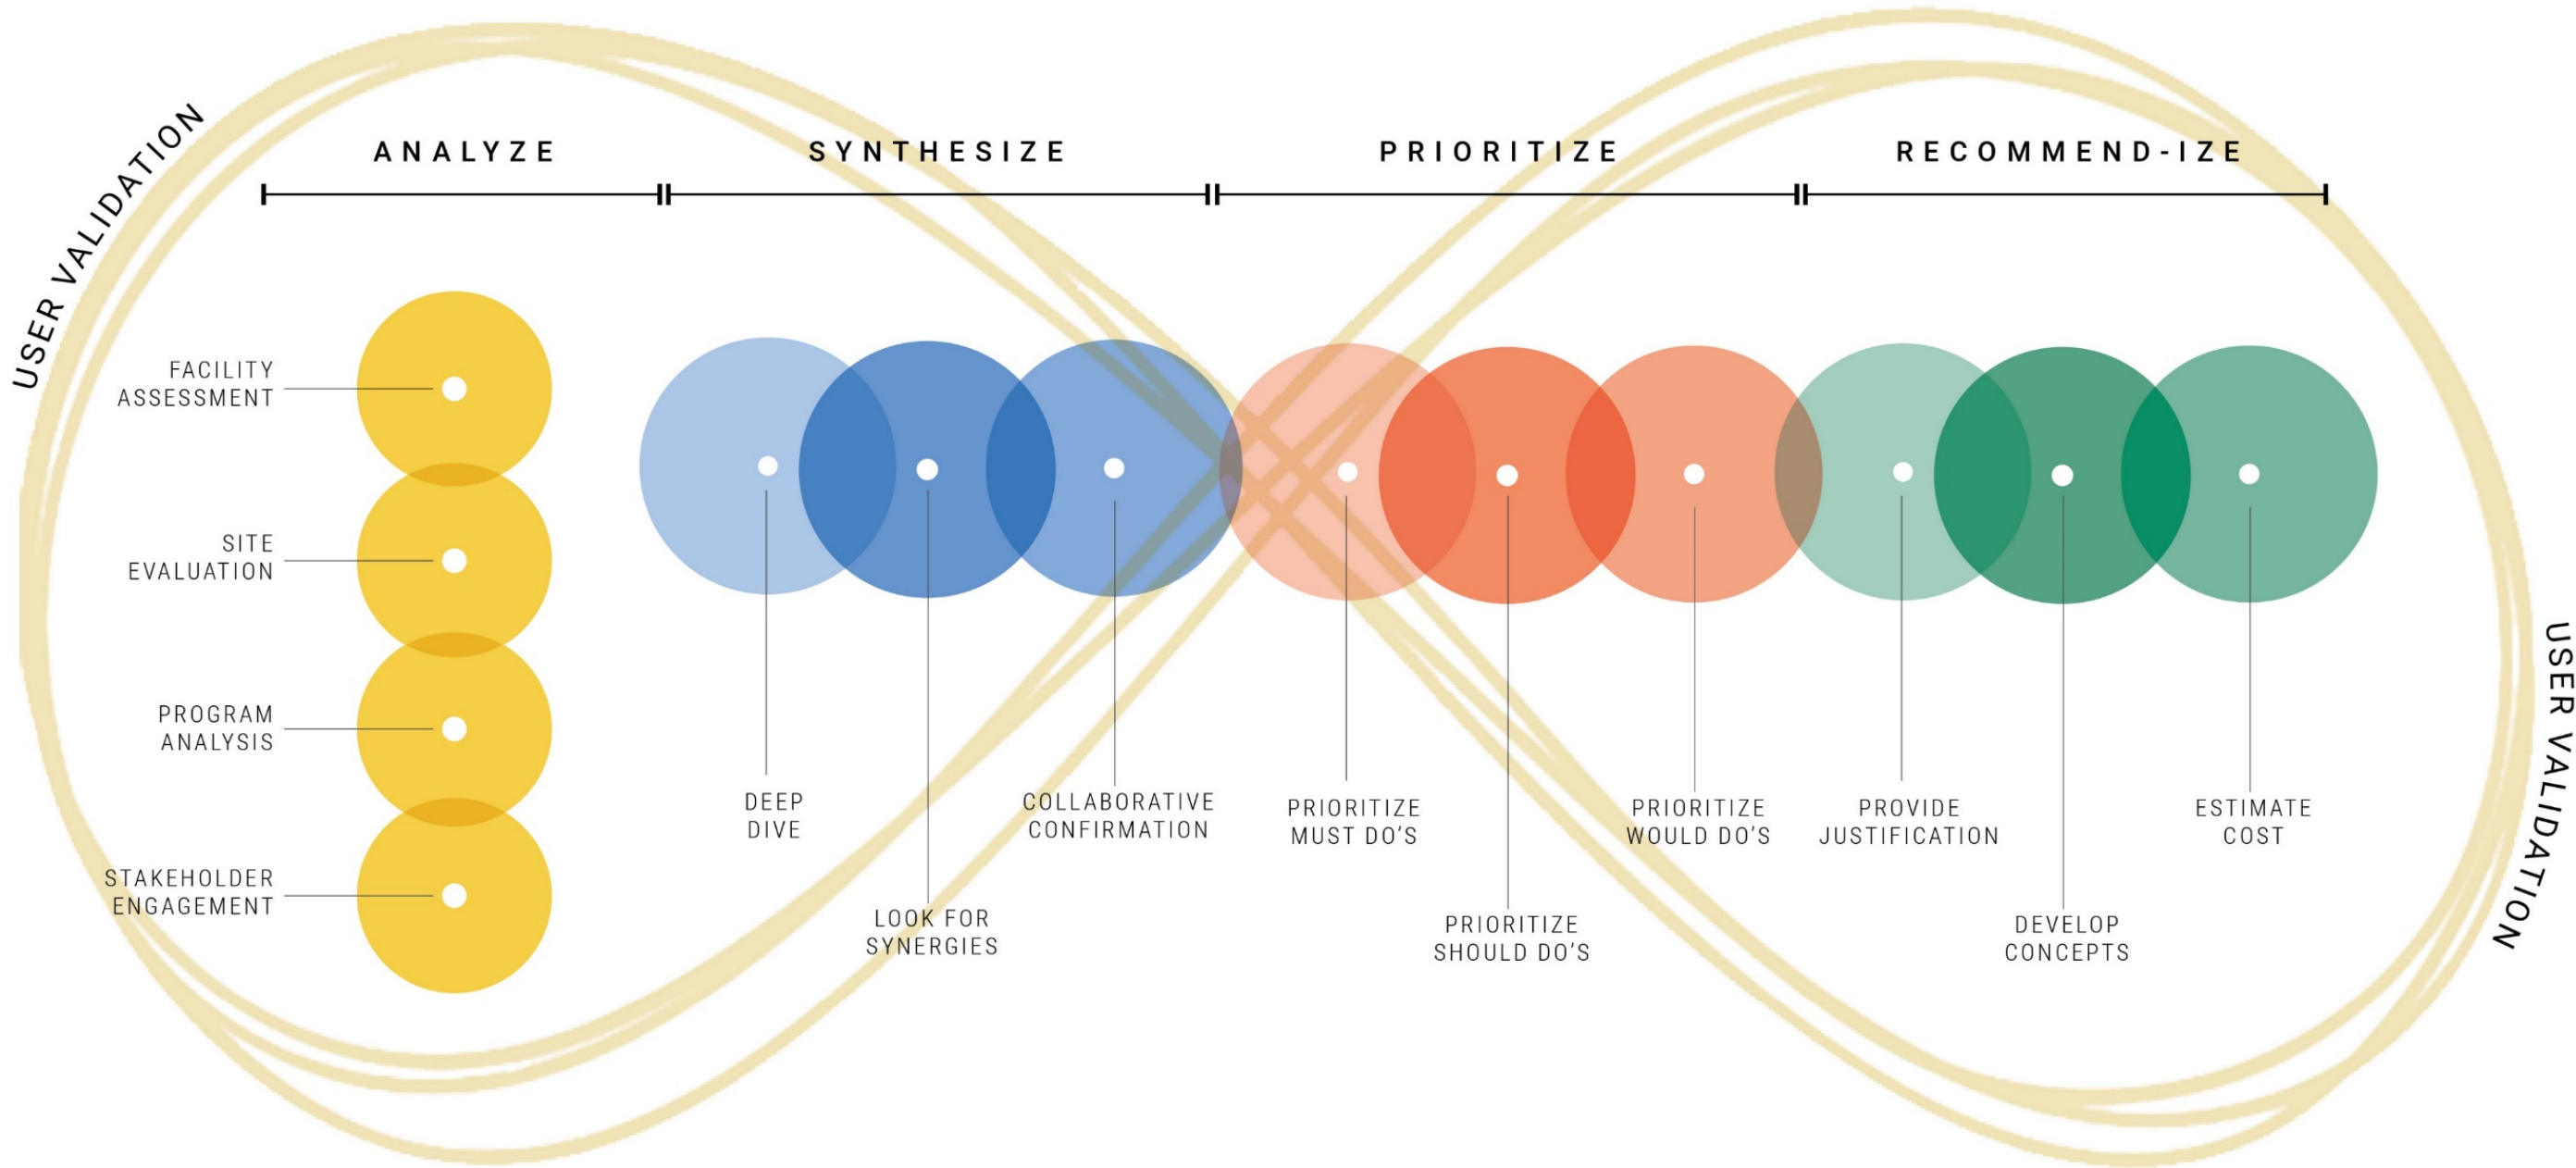 USER VALIDATION
ANALYZE
SYNTHESIZE
PRIORITIZE
RECOMMEND-IZE
FACILITY
ASSESSMENT
SITE
EVALUATION
PROGRAM
ANALYSIS
STAKEHOLDER
ENGAGEMENT
DEEP
DIVE
LOOK FOR
SYNERGIES
COLLABORATIVE
CONFIRMATION
PRIORITIZE
MUST DO'S
PRIORITIZE
SHOULD DO'S
PRIORITIZE
WOULD DO'S
PROVIDE
JUSTIFICATION
DEVELOP
CONCEPTS
ESTIMATE
COST
USER VALIDATION